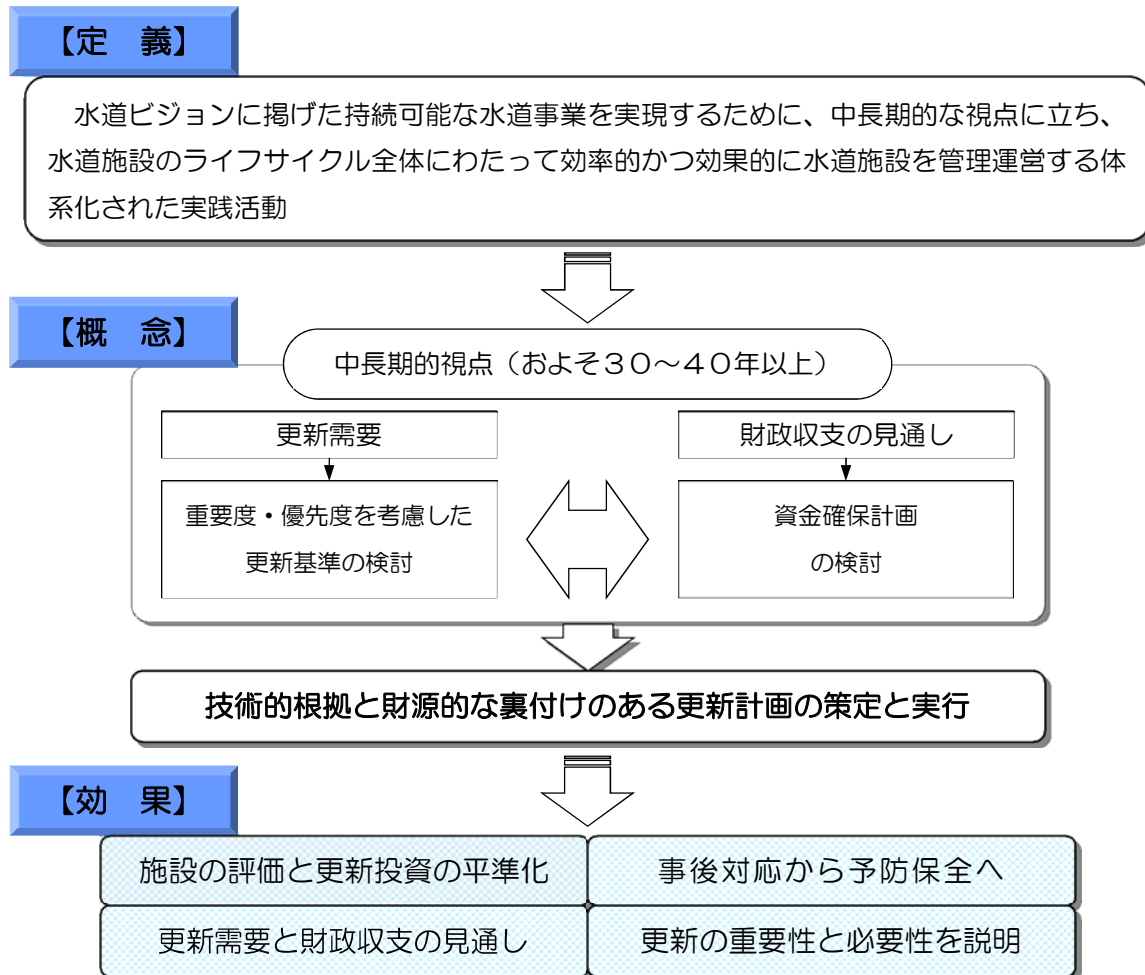 【定　義】
水道ビジョンに掲げた持続可能な水道事業を実現するために、中長期的な視点に立ち、
水道施設のライフサイクル全体にわたって効率的かつ効果的に水道施設を管理運営する体
系化された実践活動
【概　念】
中長期的視点（およそ３０～４０年以上）
更新需要
重要度・優先度を考慮した
更新基準の検討
財政収支の見通し
資金確保計画
の検討
技術的根拠と財源的な裏付けのある更新計画の策定と実行
【効　果】
施設の評価と更新投資の平準化
事後対応から予防保全へ
更新需要と財政収支の見通し
更新の重要性と必要性を説明